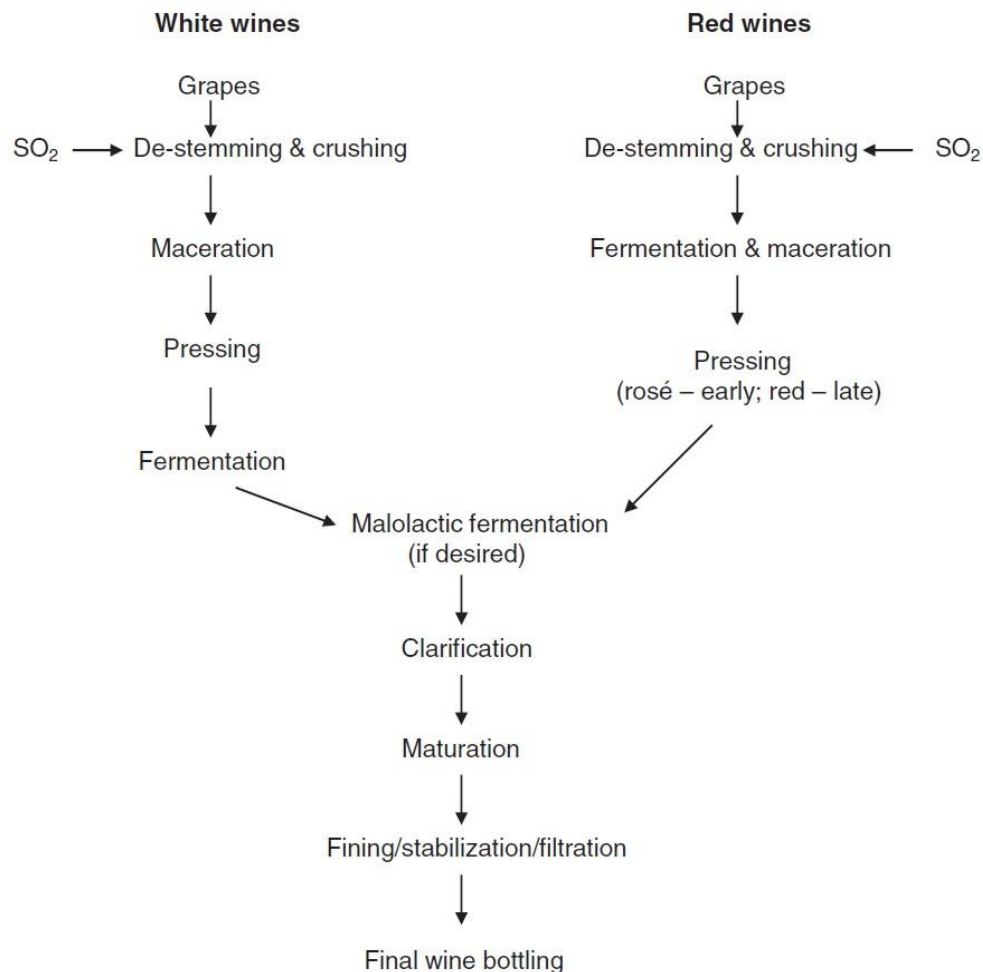 White wines
Red wines
Grapes
Grapes
SO₂
De-stemming & crushing
De-stemming & crushing
SO₂
Maceration
Fermentation & maceration
Pressing
Pressing
(rosé – early; red – late)
Fermentation
Malolactic fermentation
(if desired)
Clarification
Maturation
Fining/stabilization/filtration
Final wine bottling